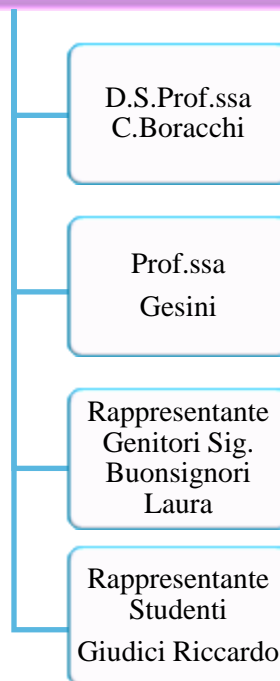 D.S.Prof.ssa
C.Boracchi
Prof.ssa
Gesini
Rappresentante
Genitori Sig.
Buonsignori
Laura
Rappresentante
Studenti
Giudici Riccardo